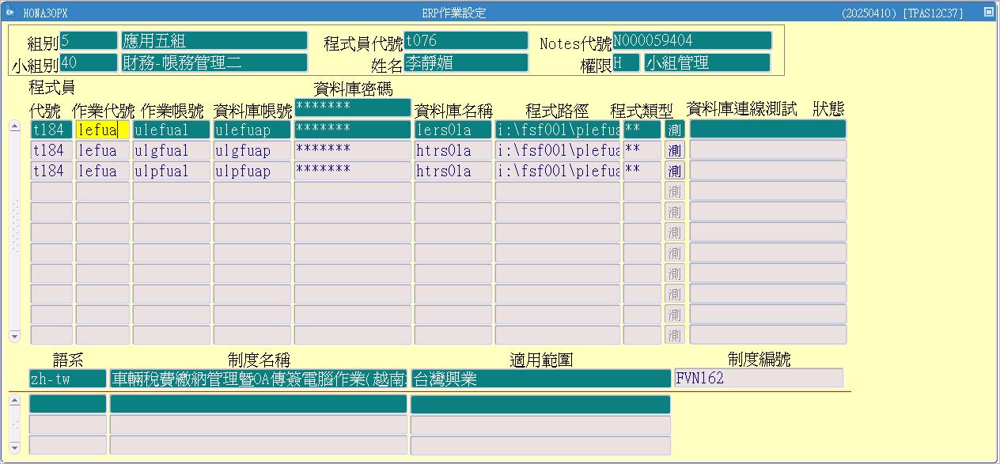 HONA30PX ERP作業設定 (20250410) [TPAS12C37]
組別 5 應用五組 程式員代號 t076 Notes代號 N000059404
小組別 40 財務-帳務管理二 姓名 李靜媚 權限 H 小組管理
程式員 資料庫密碼
代號 作業代號 作業帳號 資料庫帳號 ******* 資料庫名稱 程式路徑 程式類型 資料庫連線測試 狀態
t184 lefua ulefua1 ulefuap ******* lers01a i:\fsf001\plefua ** 測
t184 lefua ulgfua1 ulgfuap ******* htrs01a i:\fsf001\plefua ** 測
t184 lefua ulpfua1 ulpfuap ******* htrs01a i:\fsf001\plefua ** 測
測
測
測
測
測
測
測
測
語系 制度名稱 適用範圍 制度編號
zh-tw 車輛稅費繳納管理暨OA傳簽電腦作業(越南 台灣興業 FVN162